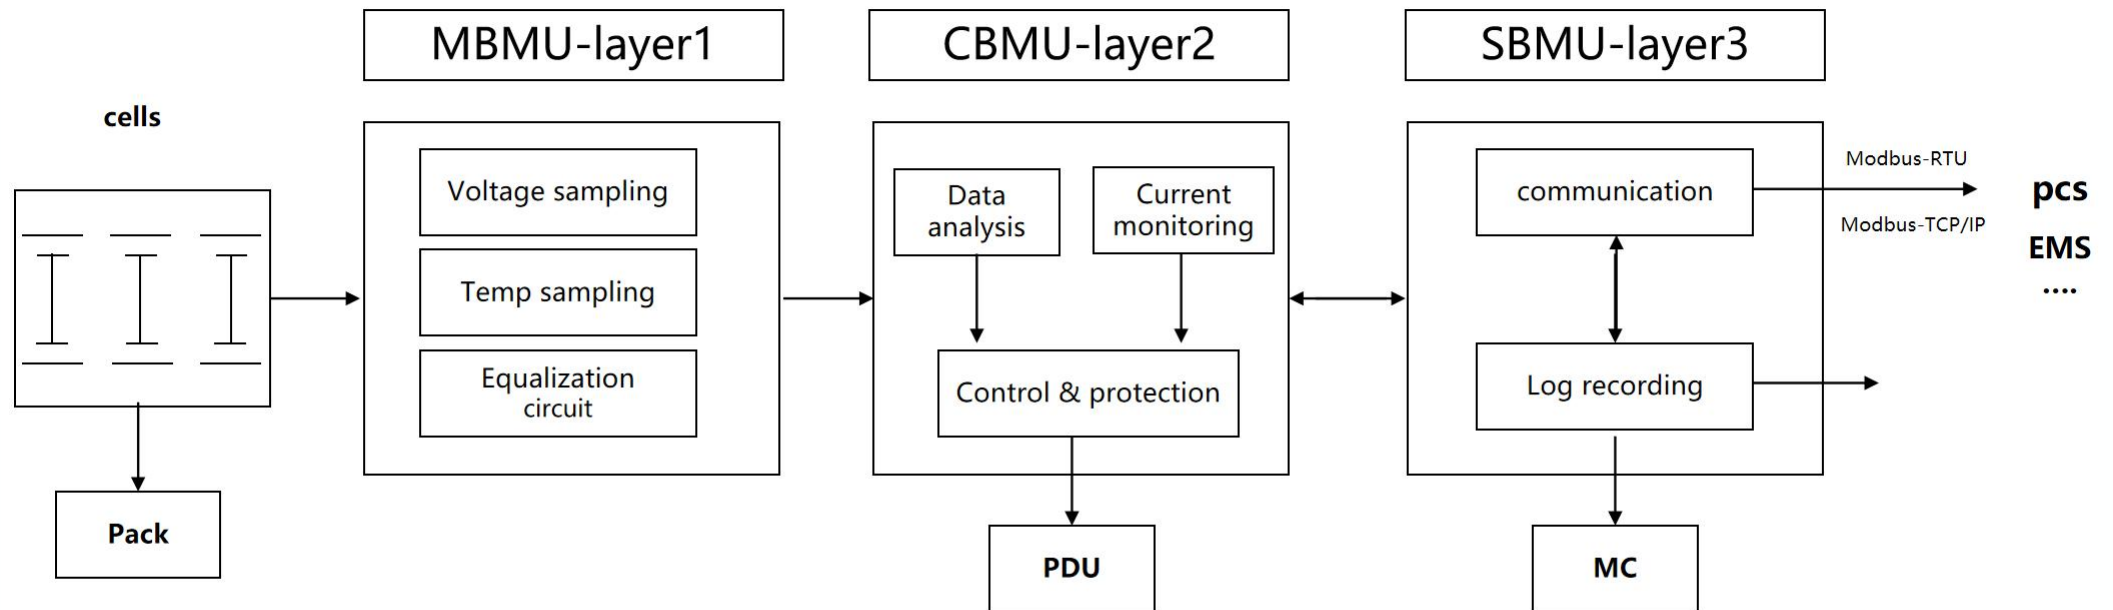 MBMU-layer1
CBMU-layer2
SBMU-layer3
cells
Voltage sampling
Temp sampling
Equalization
circuit
Data
analysis
Current
monitoring
Control & protection
communication
Log recording
Modbus-RTU
Modbus-TCP/IP
pcs
EMS
....
Pack
PDU
MC